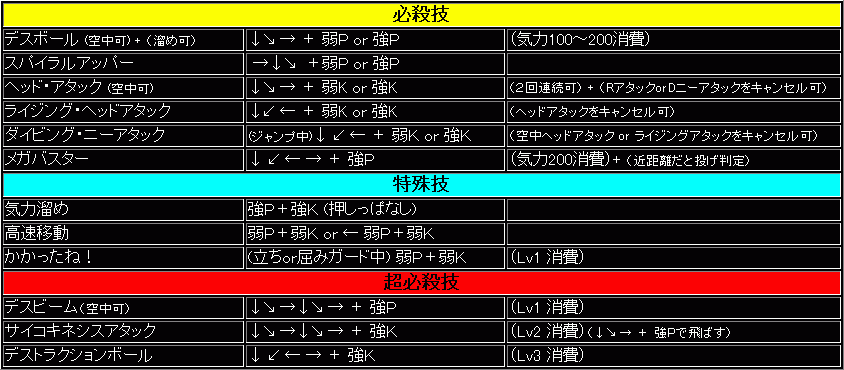 必殺技
デスボール (空中可) + (溜め可) ↓↘→ + 弱P or 強P (気力100～200消費)
スパイラルアッパー →↓↘ +弱P or 強P
ヘッド・アタック (空中可) ↓↘→ + 弱K or 強K (2回連続可) + (RアタックorDニーアタックをキャンセル可)
ライジング・ヘッドアタック ↓↙← + 弱K or 強K (ヘッドアタックをキャンセル可)
ダイビング・ニーアタック (ジャンプ中)↓↙← + 弱K or 強K (空中ヘッドアタック or ライジングアタックをキャンセル可)
メガバスター ↓↙←→ + 強P (気力200消費) + (近距離だと投げ判定)
特殊技
気力溜め 強P+強K (押しっぱなし)
高速移動 弱P+弱K or ← 弱P+弱K
かかったね! (立ちor屈みガード中) 弱P+弱K (Lv1 消費)
超必殺技
デスビーム (空中可) ↓↘→↓↘→ + 強P (Lv1 消費)
サイコキネシスアタック ↓↘→↓↘→ + 強K (Lv2 消費) (↓↘→ + 強Pで飛ばす)
デストラクションボール ↓↙←→ + 強K (Lv3 消費)